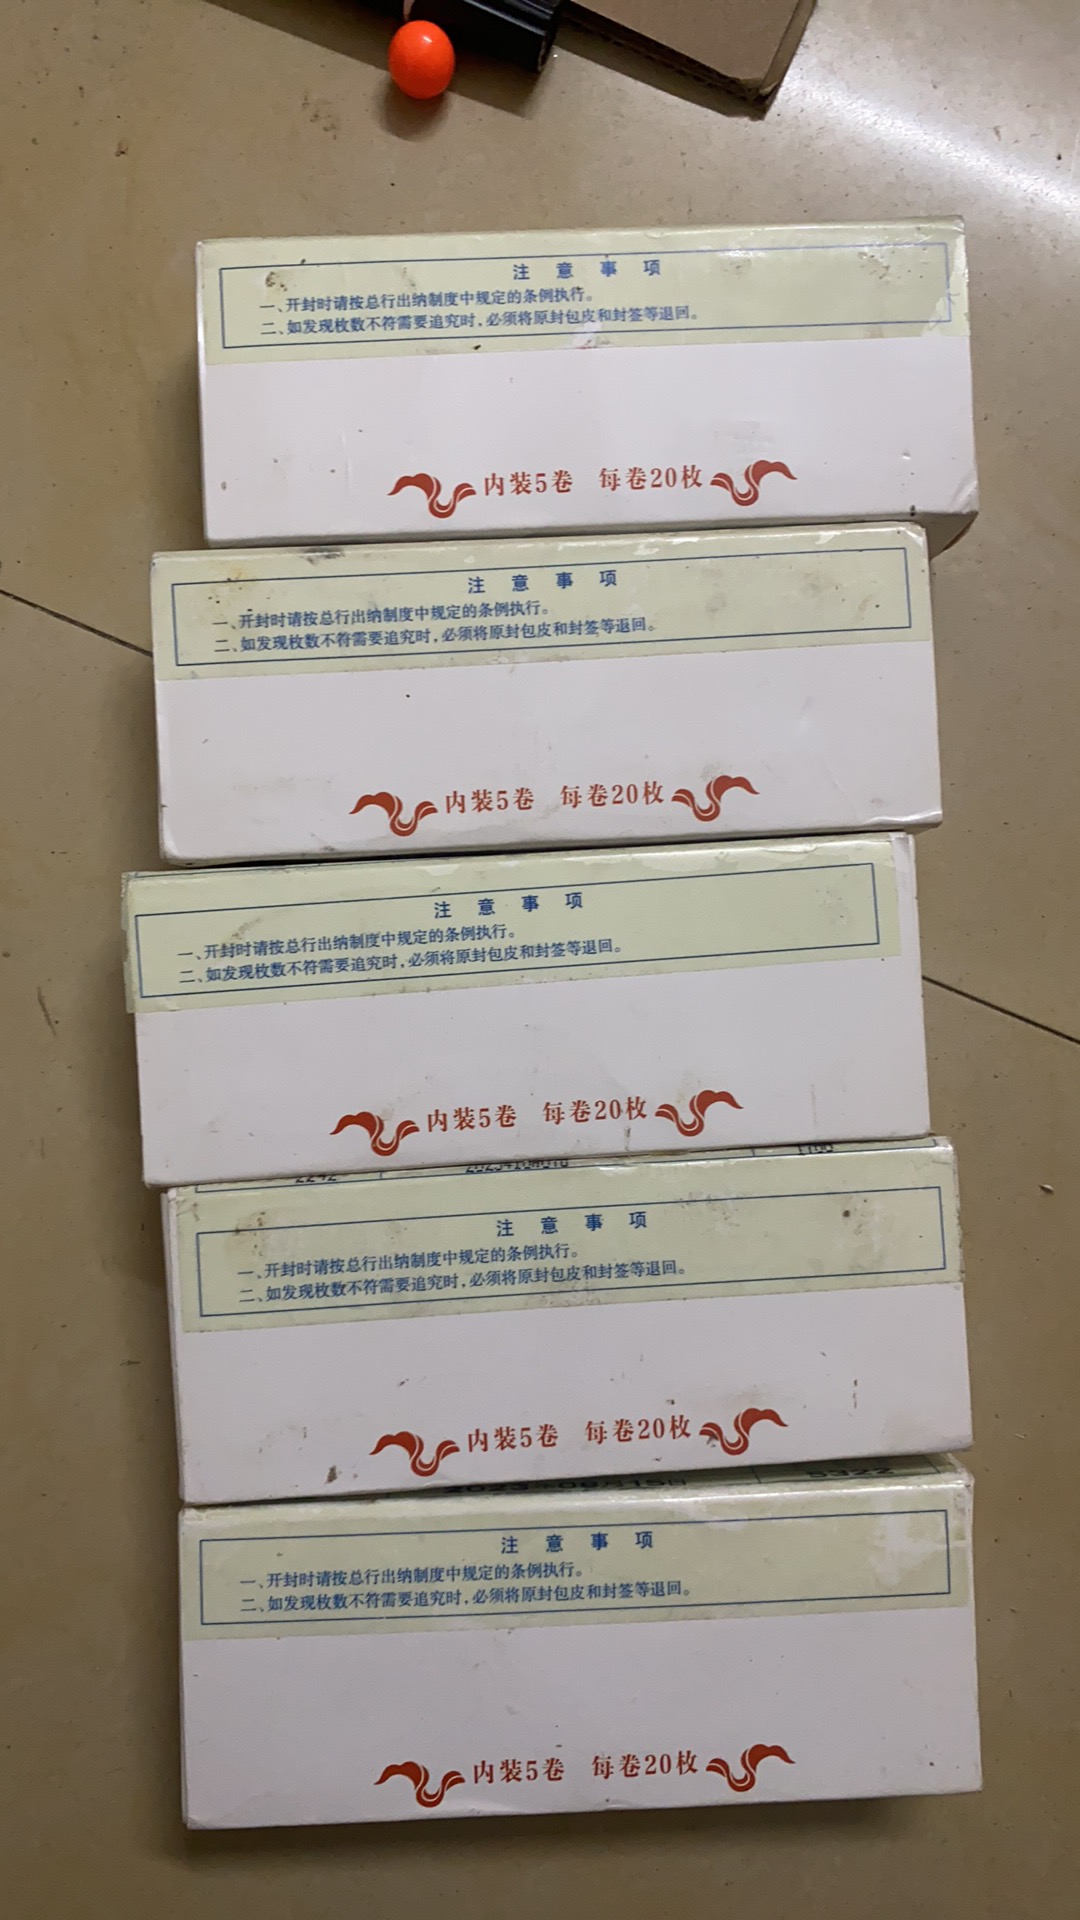 注 意 事 项
一、开封时请按总行出纳制度中规定的条例执行。
二、如发现枚数不符需要追究时，必须将原封包皮和封签等退回。
内装5卷 每卷20枚
注 意 事 项
一、开封时请按总行出纳制度中规定的条例执行。
二、如发现枚数不符需要追究时，必须将原封包皮和封签等退回。
内装5卷 每卷20枚
注 意 事 项
一、开封时请按总行出纳制度中规定的条例执行。
二、如发现枚数不符需要追究时，必须将原封包皮和封签等退回。
内装5卷 每卷20枚
注 意 事 项
一、开封时请按总行出纳制度中规定的条例执行。
二、如发现枚数不符需要追究时，必须将原封包皮和封签等退回。
内装5卷 每卷20枚
2023年06月15日 5322
注 意 事 项
一、开封时请按总行出纳制度中规定的条例执行。
二、如发现枚数不符需要追究时，必须将原封包皮和封签等退回。
内装5卷 每卷20枚